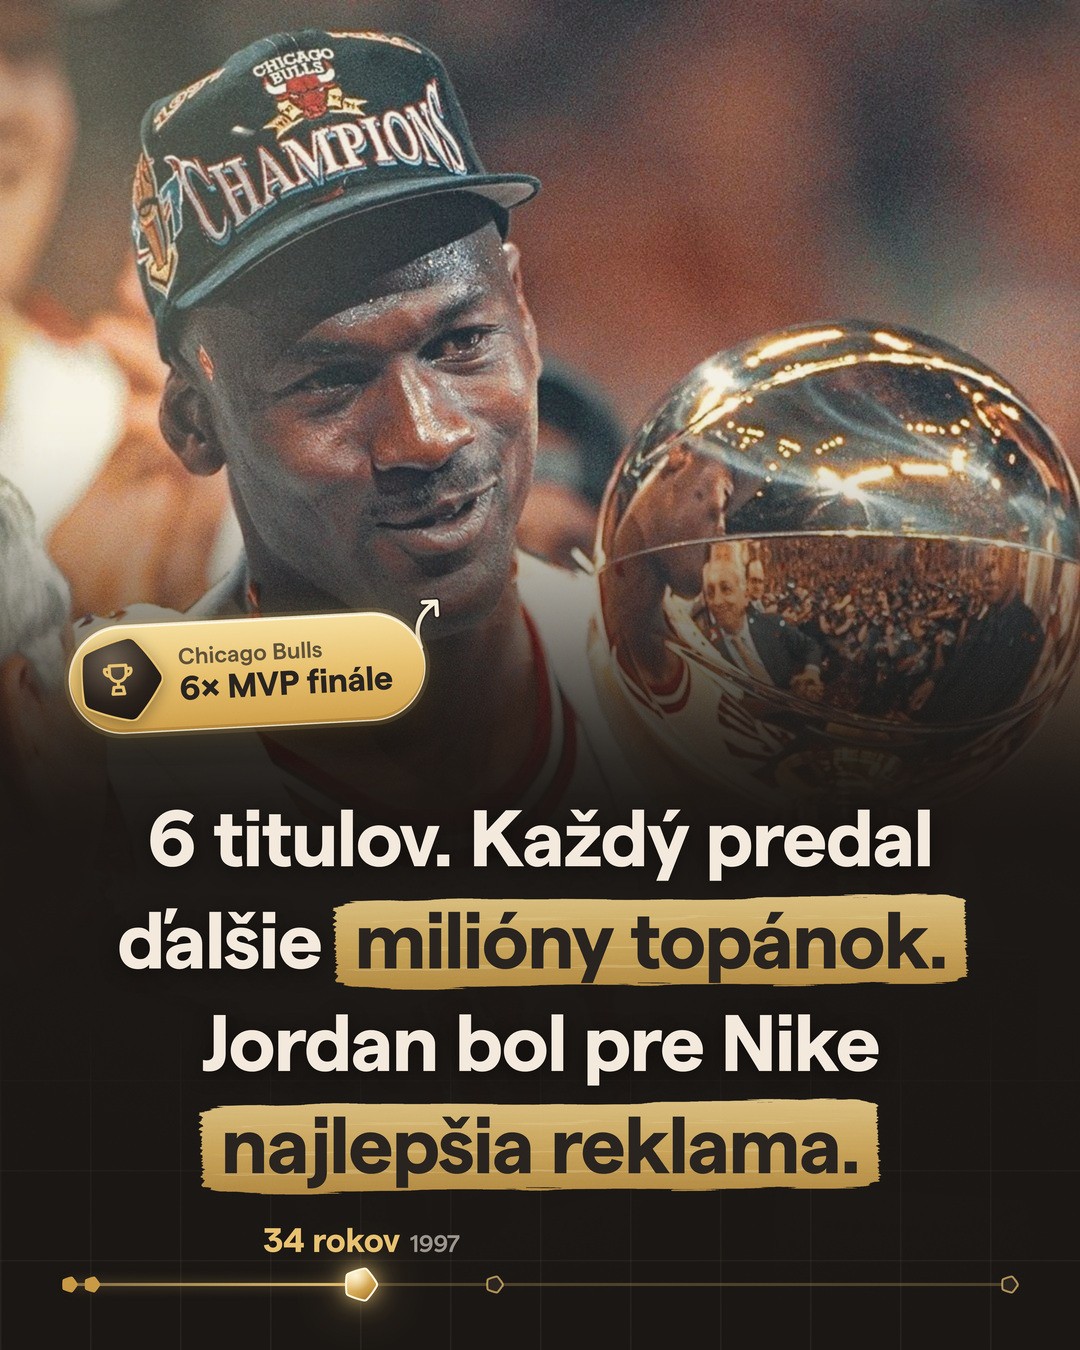 1997
CHICAGO
BULLS
CHAMPIONS
Chicago Bulls
6× MVP finále
6 titulov. Každý predal
ďalšie milióny topánok.
Jordan bol pre Nike
najlepšia reklama.
34 rokov 1997